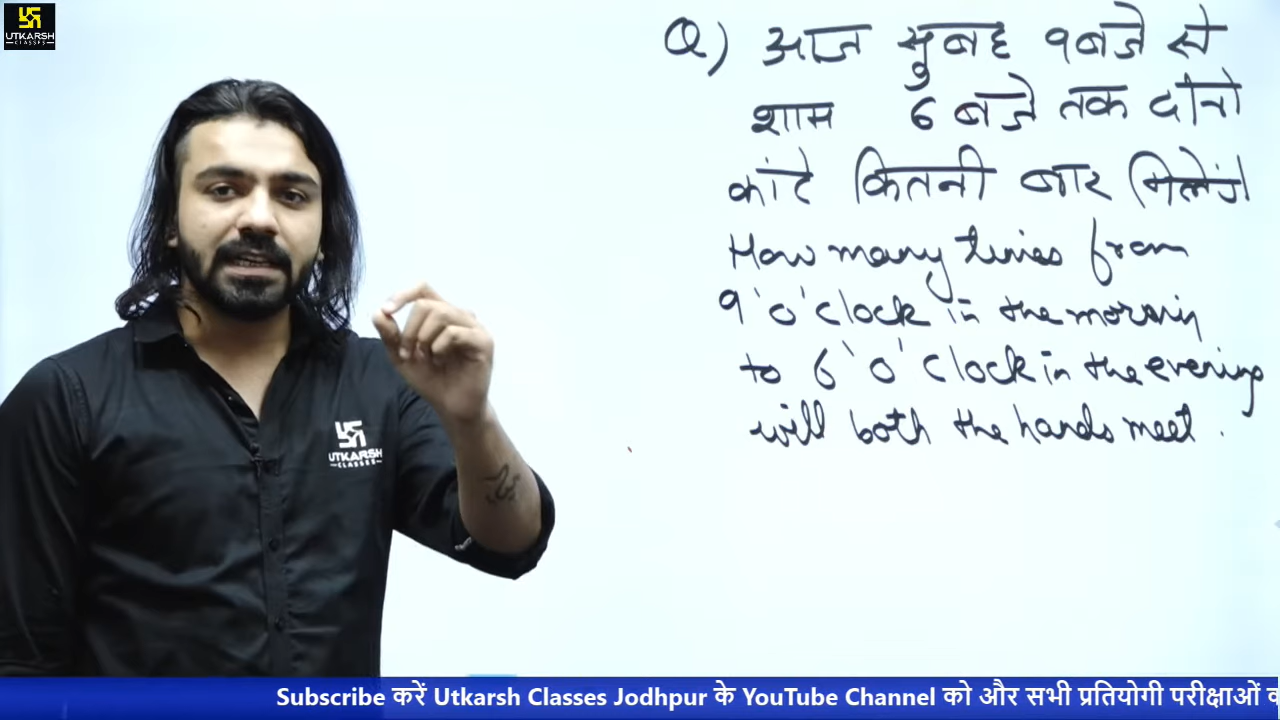 UTKARSH
CLASSES
Q) आज सुबह 9 बजे से
शाम 6 बजे तक दोनो
कांटे कितनी बार मिलेंगे
How many times from
9 'o' clock in the morning
to 6 'o' clock in the evening
will both the hands meet.
UTKARSH
CLASSES
Subscribe करें Utkarsh Classes Jodhpur के YouTube Channel को और सभी प्रतियोगी परीक्षाओं